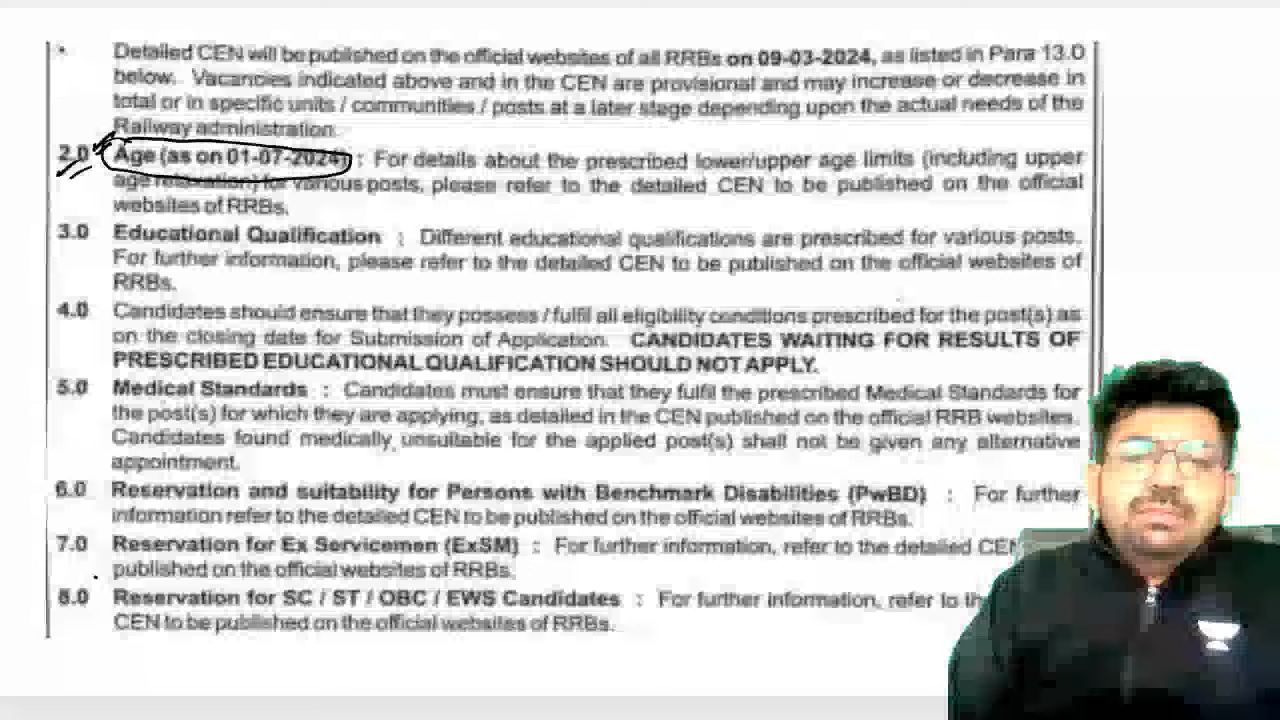 Detailed CEN will be published on the official websites of all RRBs on 09-03-2024, as listed in Para 13.0
below. Vacancies indicated above and in the CEN are provisional and may increase or decrease in
total or in specific units / communities / posts at a later stage depending upon the actual needs of the
Railway administration.
2.0 Age (as on 01-07-2024) : For details about the prescribed lower/upper age limits (including upper
age relaxation) for various posts, please refer to the detailed CEN to be published on the official
websites of RRBs.
3.0 Educational Qualification : Different educational qualifications are prescribed for various posts.
For further information, please refer to the detailed CEN to be published on the official websites of
RRBs.
4.0 Candidates should ensure that they possess / fulfil all eligibility conditions prescribed for the post(s) as
on the closing date for Submission of Application. CANDIDATES WAITING FOR RESULTS OF
PRESCRIBED EDUCATIONAL QUALIFICATION SHOULD NOT APPLY.
5.0 Medical Standards : Candidates must ensure that they fulfil the prescribed Medical Standards for
the post(s) for which they are applying, as detailed in the CEN published on the official RRB websites.
Candidates found medically unsuitable for the applied post(s) shall not be given any alternative
appointment.
6.0 Reservation and suitability for Persons with Benchmark Disabilities (PwBD) : For further
information refer to the detailed CEN to be published on the official websites of RRBs.
7.0 Reservation for Ex Servicemen (ExSM) : For further information, refer to the detailed CEN
published on the official websites of RRBs.
8.0 Reservation for SC / ST / OBC / EWS Candidates : For further information, refer to
CEN to be published on the official websites of RRBs.